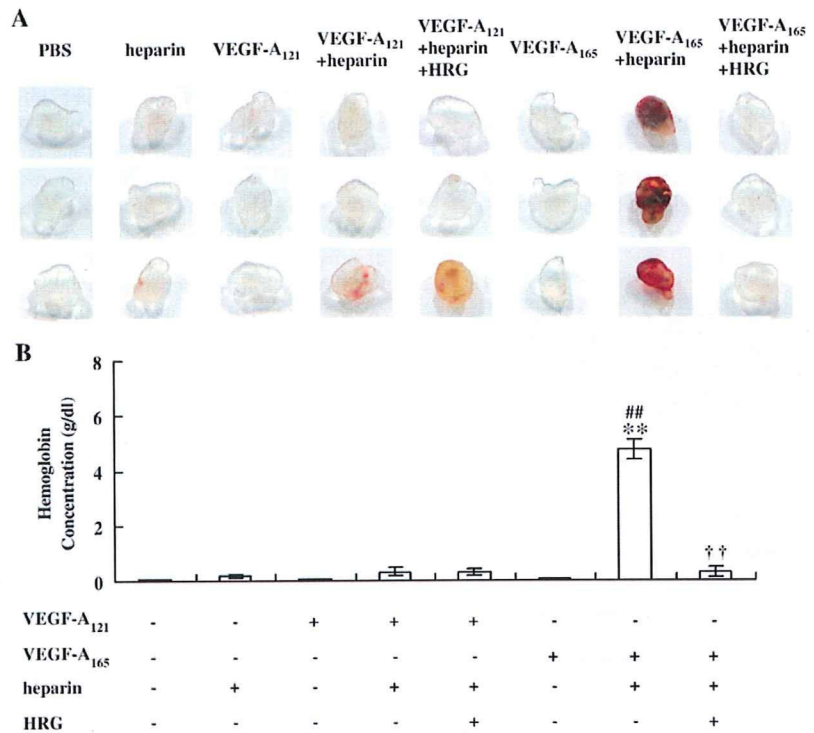 A
PBS
heparin
VEGF-A121
VEGF-A121
+heparin
VEGF-A121
+heparin
+HRG
VEGF-A165
VEGF-A165
+heparin
VEGF-A165
+heparin
+HRG
B
Hemoglobin
Concentration (g/dl)
8
6
4
2
0
##
**
††
VEGF-A121 - - + + + - - -
VEGF-A165 - - - - - + + +
heparin - + - + + - + +
HRG - - - - + - - +